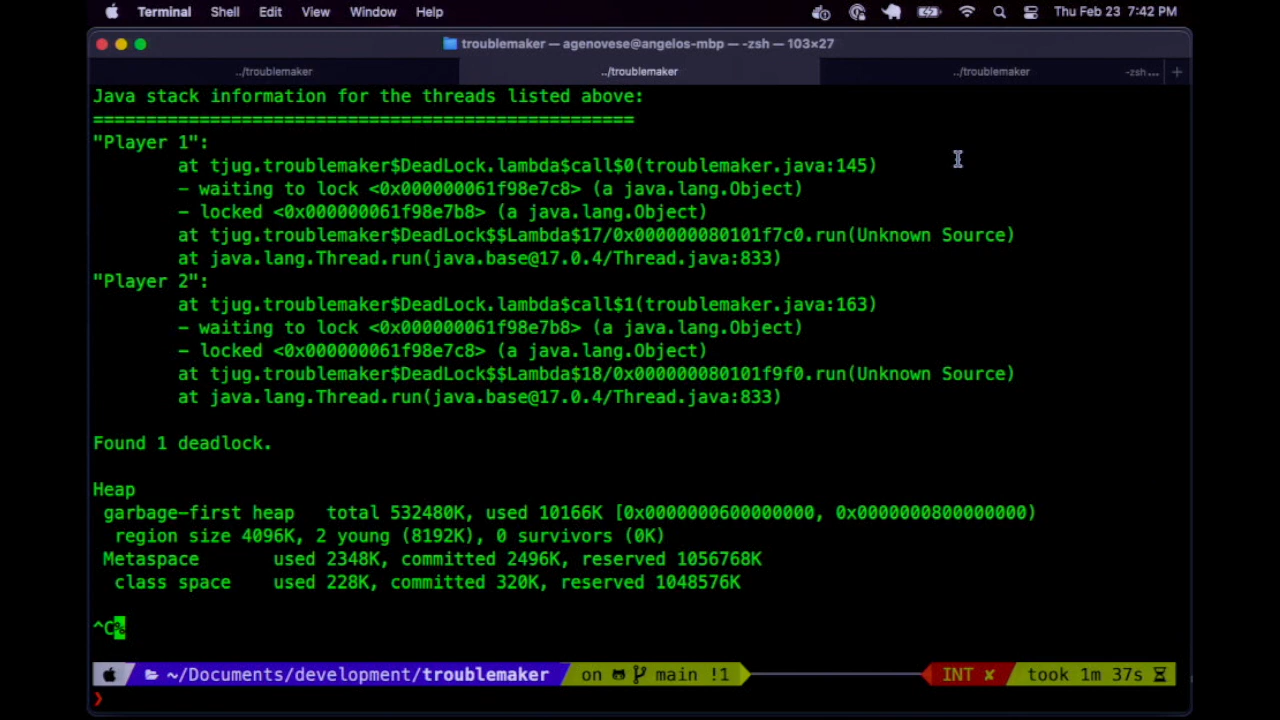 Terminal Shell Edit View Window Help Thu Feb 23 7:42 PM
troublemaker — agenovese@angelos-mbp — -zsh — 103×27
../troublemaker ../troublemaker ../troublemaker -zsh... +
Java stack information for the threads listed above:
===================================================
"Player 1":
at tjug.troublemaker$DeadLock.lambda$call$0(troublemaker.java:145)
- waiting to lock <0x000000061f98e7c8> (a java.lang.Object)
- locked <0x000000061f98e7b8> (a java.lang.Object)
at tjug.troublemaker$DeadLock$$Lambda$17/0x000000080101f7c0.run(Unknown Source)
at java.lang.Thread.run(java.base@17.0.4/Thread.java:833)
"Player 2":
at tjug.troublemaker$DeadLock.lambda$call$1(troublemaker.java:163)
- waiting to lock <0x000000061f98e7b8> (a java.lang.Object)
- locked <0x000000061f98e7c8> (a java.lang.Object)
at tjug.troublemaker$DeadLock$$Lambda$18/0x000000080101f9f0.run(Unknown Source)
at java.lang.Thread.run(java.base@17.0.4/Thread.java:833)
Found 1 deadlock.
Heap
garbage-first heap total 532480K, used 10166K [0x0000000600000000, 0x0000000800000000)
region size 4096K, 2 young (8192K), 0 survivors (0K)
Metaspace used 2348K, committed 2496K, reserved 1056768K
class space used 228K, committed 320K, reserved 1048576K
^C%
~/Documents/development/troublemaker on main !1 INT ✘ took 1m 37s
❯